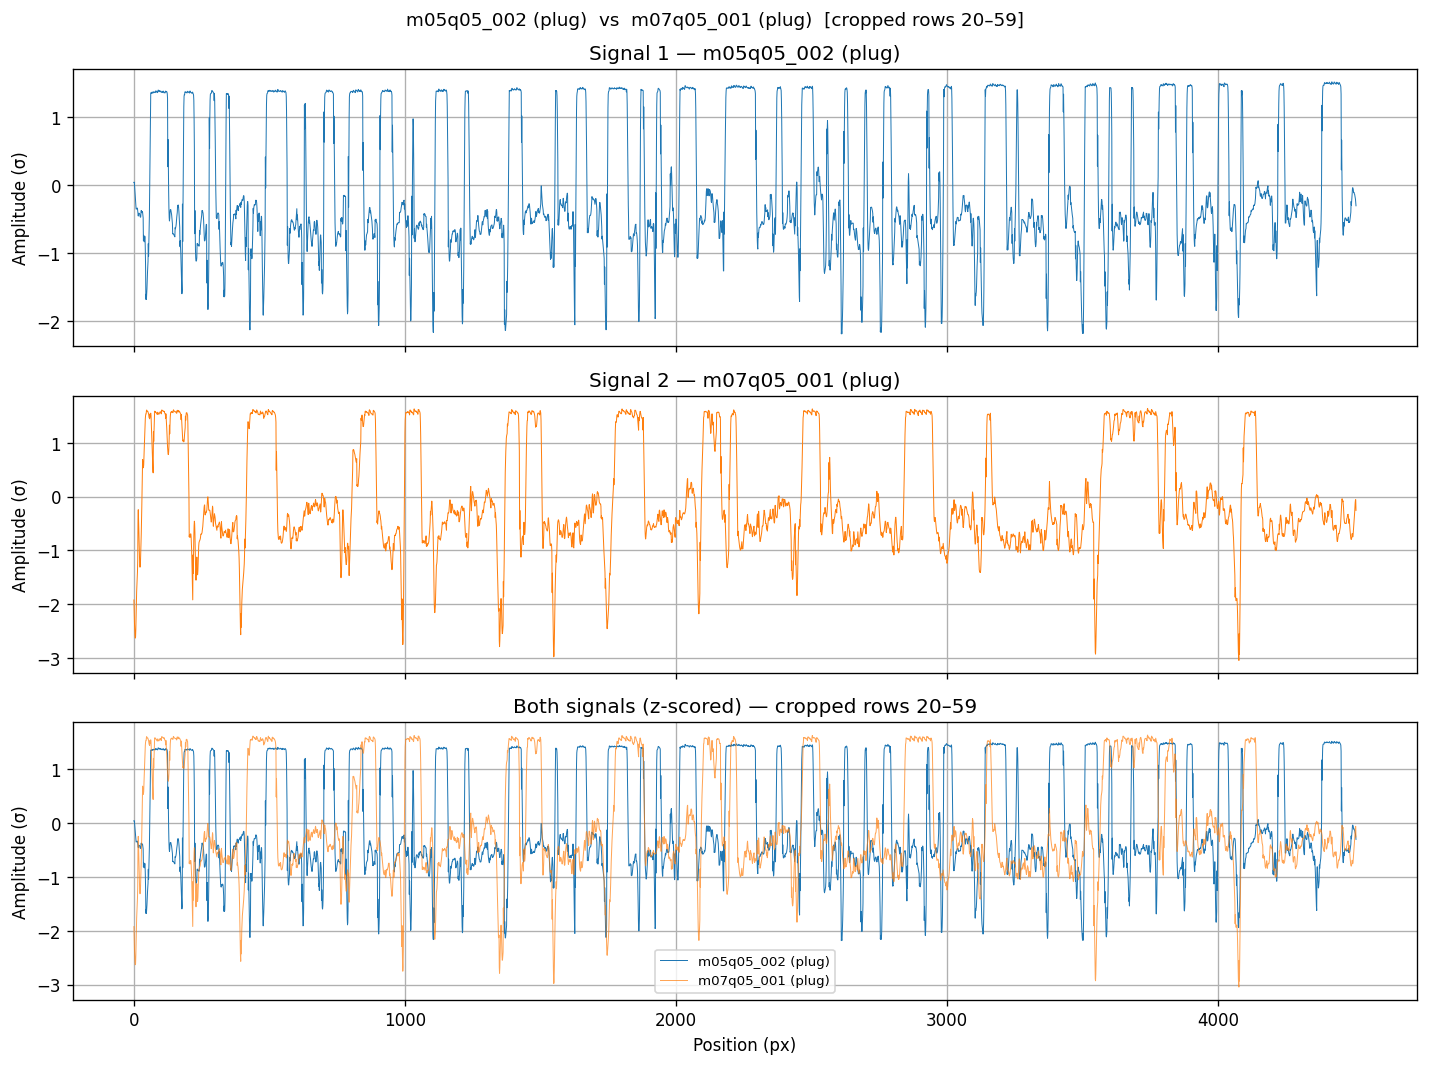 m05q05_002 (plug)  vs  m07q05_001 (plug)  [cropped rows 20–59]
Signal 1 — m05q05_002 (plug)
Amplitude (σ)
1
0
−1
−2
Signal 2 — m07q05_001 (plug)
Amplitude (σ)
1
0
−1
−2
−3
Both signals (z-scored) — cropped rows 20–59
Amplitude (σ)
1
0
−1
−2
−3
m05q05_002 (plug)
m07q05_001 (plug)
0 1000 2000 3000 4000
Position (px)